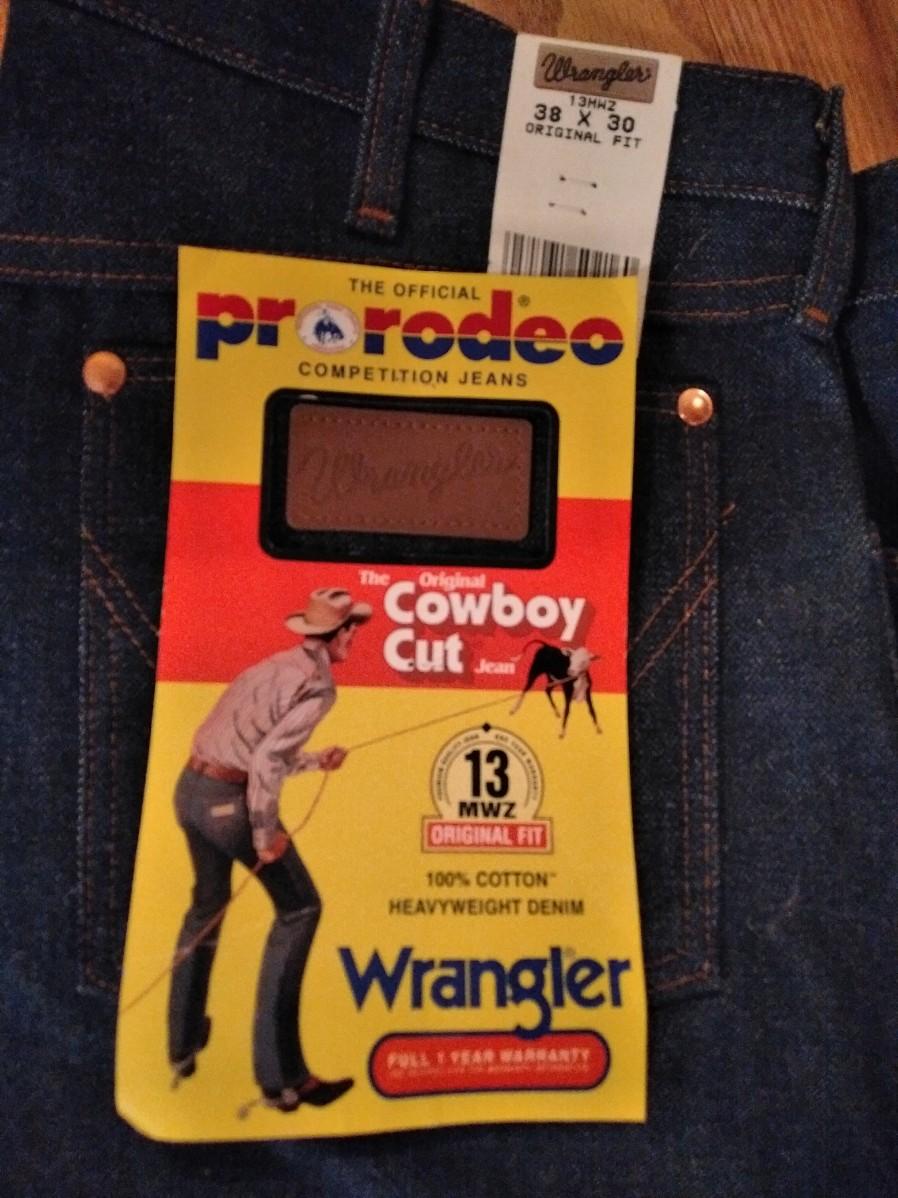 Wrangler
13MWZ
38 X 30
ORIGINAL FIT
THE OFFICIAL
prorodeo®
COMPETITION JEANS
Wrangler
The Original
Cowboy
Cut Jean
13
MWZ
ORIGINAL FIT
100% COTTON™
HEAVYWEIGHT DENIM
Wrangler®
FULL 1 YEAR WARRANTY